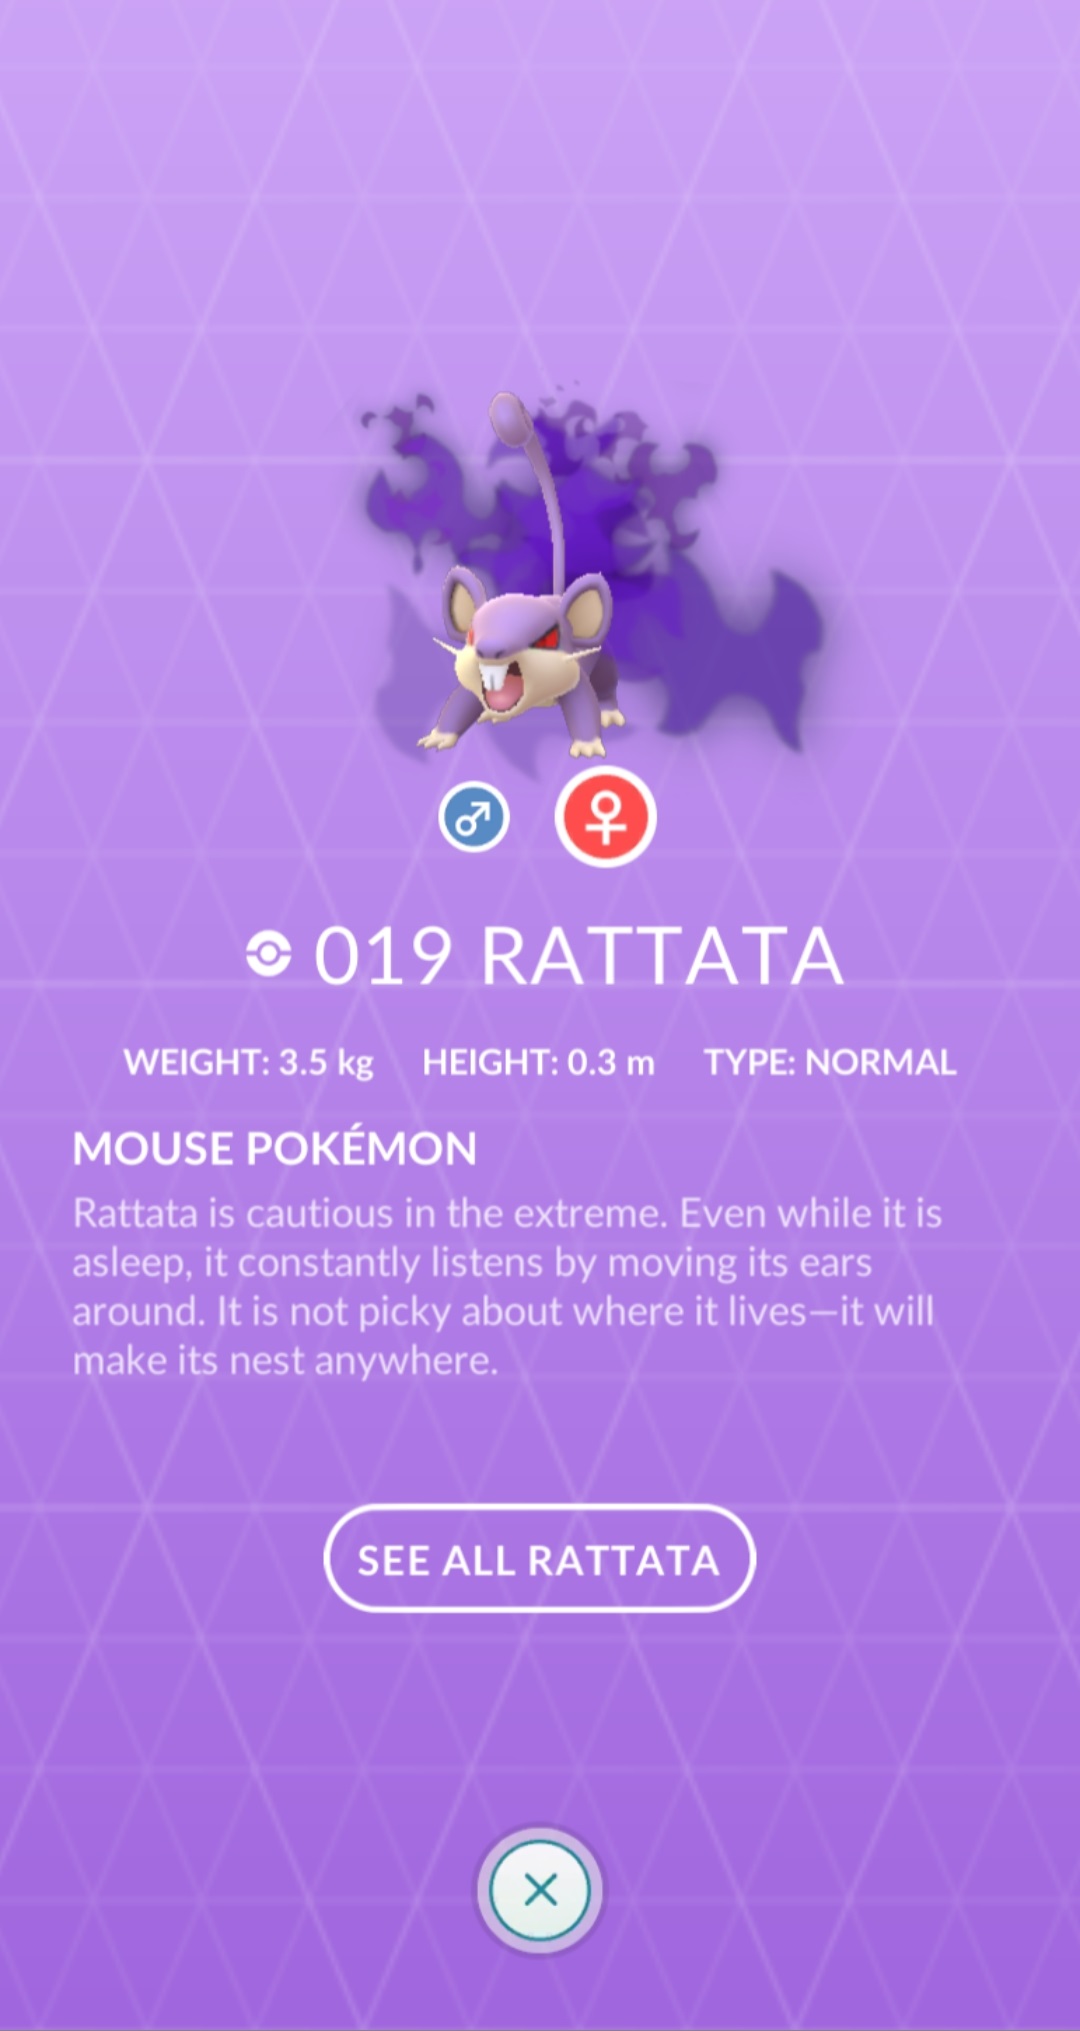 019 RATTATA
WEIGHT: 3.5 kg HEIGHT: 0.3 m TYPE: NORMAL
MOUSE POKÉMON
Rattata is cautious in the extreme. Even while it is
asleep, it constantly listens by moving its ears
around. It is not picky about where it lives—it will
make its nest anywhere.
SEE ALL RATTATA